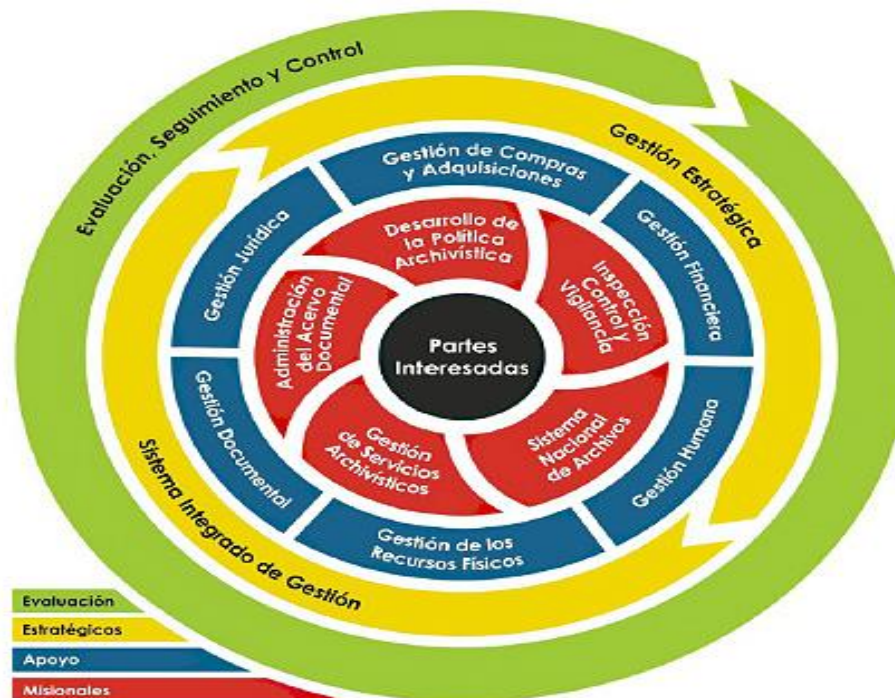 Evaluación, Seguimiento y Control
Gestión Estratégica
Sistema Integrado de Gestión
Gestión de Compras
y Adquisiciones
Gestión Financiera
Gestión Humana
Gestión de los
Recursos Físicos
Gestión Documental
Gestión Jurídica
Desarrollo de
la Política
Archivística
Inspección
Control y
Vigilancia
Sistema
Nacional
de Archivos
Gestión
de Servicios
Archivísticos
Administración
del Acervo
Documental
Partes
Interesadas
Evaluación
Estratégicos
Apoyo
Misionales